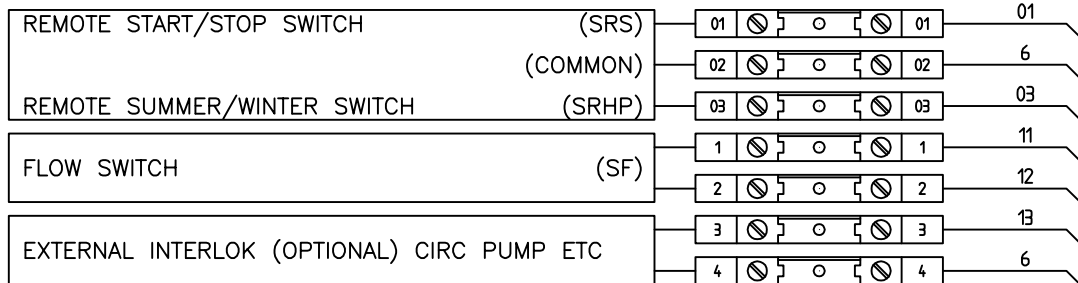 REMOTE START/STOP SWITCH (SRS) 01 01 01
(COMMON) 02 02 6
REMOTE SUMMER/WINTER SWITCH (SRHP) 03 03 03
1 1 11
FLOW SWITCH (SF)
2 2 12
3 3 13
EXTERNAL INTERLOK (OPTIONAL) CIRC PUMP ETC
4 4 6